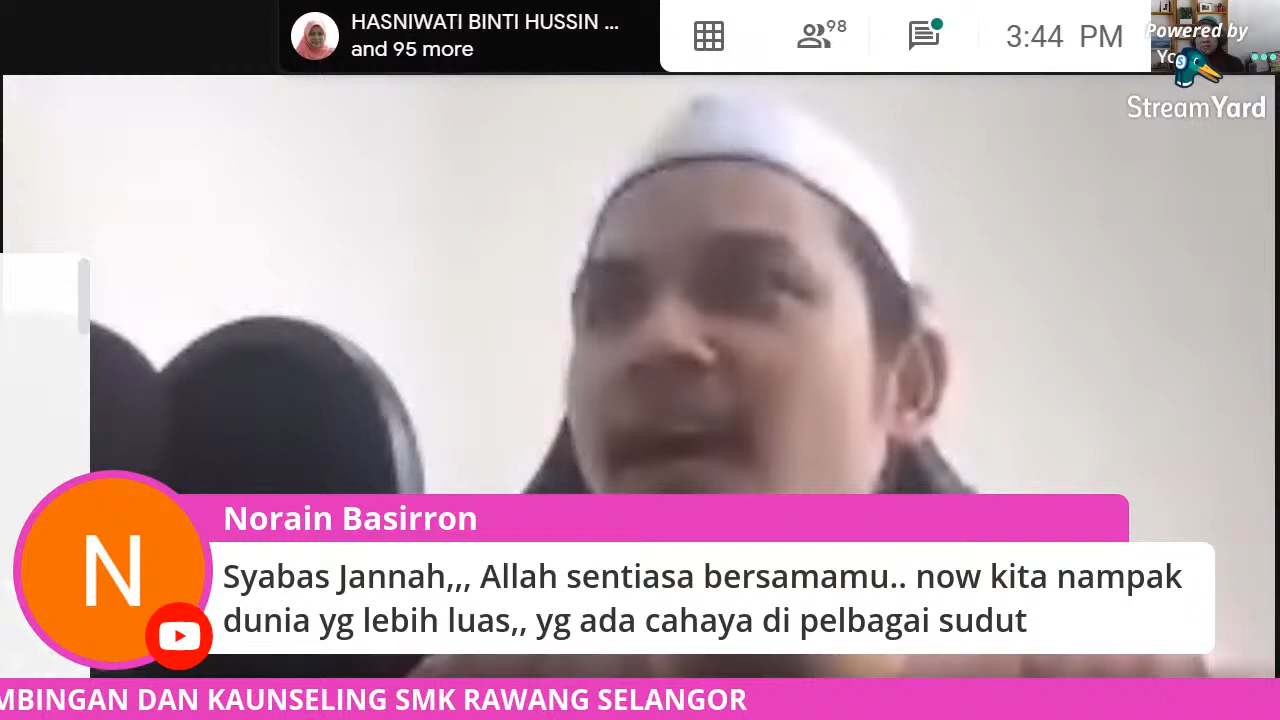 HASNIWATI BINTI HUSSIN ...
and 95 more
98
3:44 PM
Powered by
StreamYard
N
Norain Basirron
Syabas Jannah,,, Allah sentiasa bersamamu.. now kita nampak
dunia yg lebih luas,, yg ada cahaya di pelbagai sudut
MBINGAN DAN KAUNSELING SMK RAWANG SELANGOR